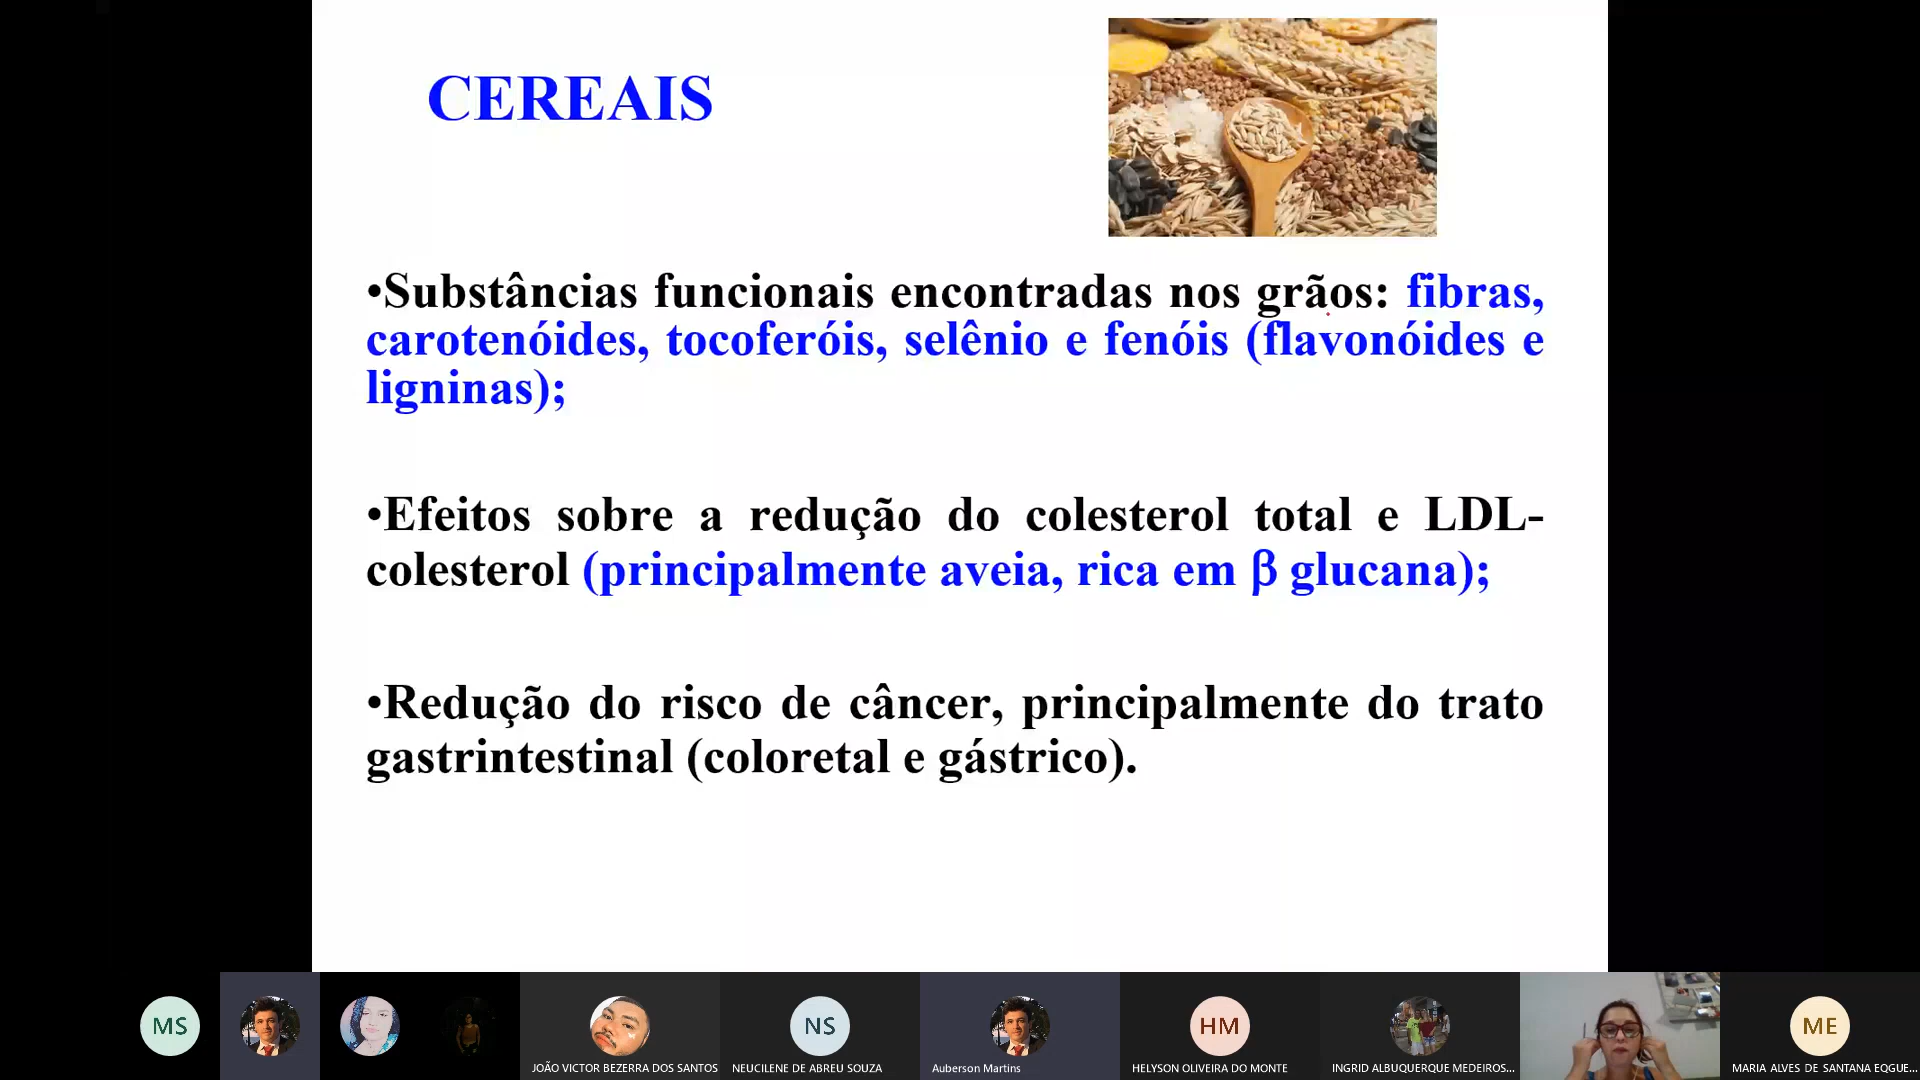 CEREAIS
•Substâncias funcionais encontradas nos grãos: fibras,
carotenóides, tocoferóis, selênio e fenóis (flavonóides e
ligninas);
•Efeitos sobre a redução do colesterol total e LDL-
colesterol (principalmente aveia, rica em β glucana);
•Redução do risco de câncer, principalmente do trato
gastrintestinal (coloretal e gástrico).
MS
NS
HM
ME
JOÃO VICTOR BEZERRA DOS SANTOS
NEUCILENE DE ABREU SOUZA
Auberson Martins
HELYSON OLIVEIRA DO MONTE
INGRID ALBUQUERQUE MEDEIROS...
MARIA ALVES DE SANTANA EQGUE...